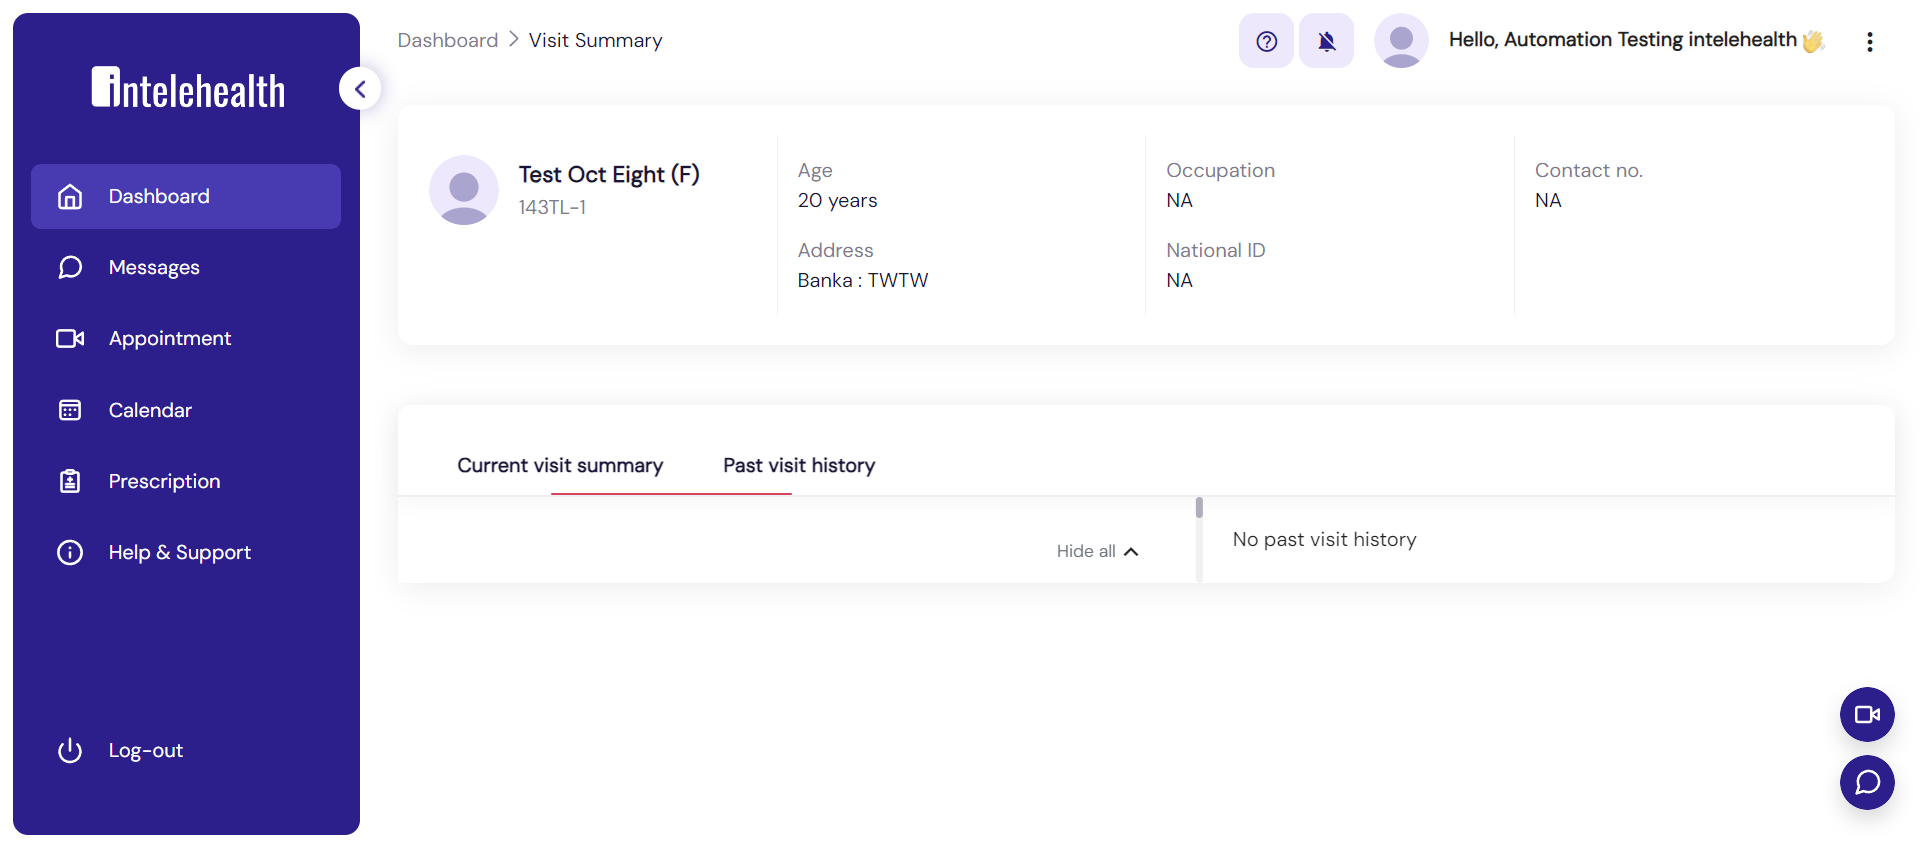 intelehealth
Dashboard
Messages
Appointment
Calendar
Prescription
Help & Support
Log-out
Dashboard > Visit Summary
Hello, Automation Testing intelehealth 👋
Test Oct Eight (F)
143TL-1
Age
20 years
Address
Banka : TWTW
Occupation
NA
National ID
NA
Contact no.
NA
Current visit summary
Past visit history
Hide all
No past visit history